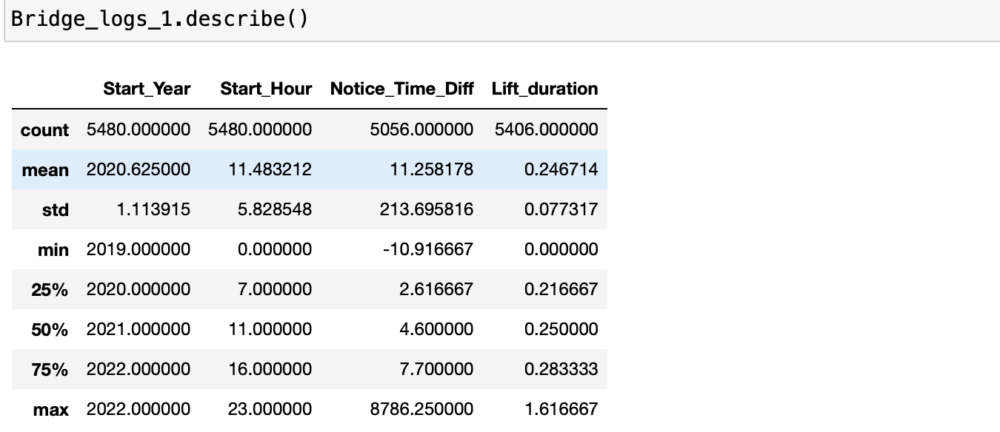 Bridge_logs_1.describe()
Start_Year Start_Hour Notice_Time_Diff Lift_duration
count 5480.000000 5480.000000 5056.000000 5406.000000
mean 2020.625000 11.483212 11.258178 0.246714
std 1.113915 5.828548 213.695816 0.077317
min 2019.000000 0.000000 -10.916667 0.000000
25% 2020.000000 7.000000 2.616667 0.216667
50% 2021.000000 11.000000 4.600000 0.250000
75% 2022.000000 16.000000 7.700000 0.283333
max 2022.000000 23.000000 8786.250000 1.616667